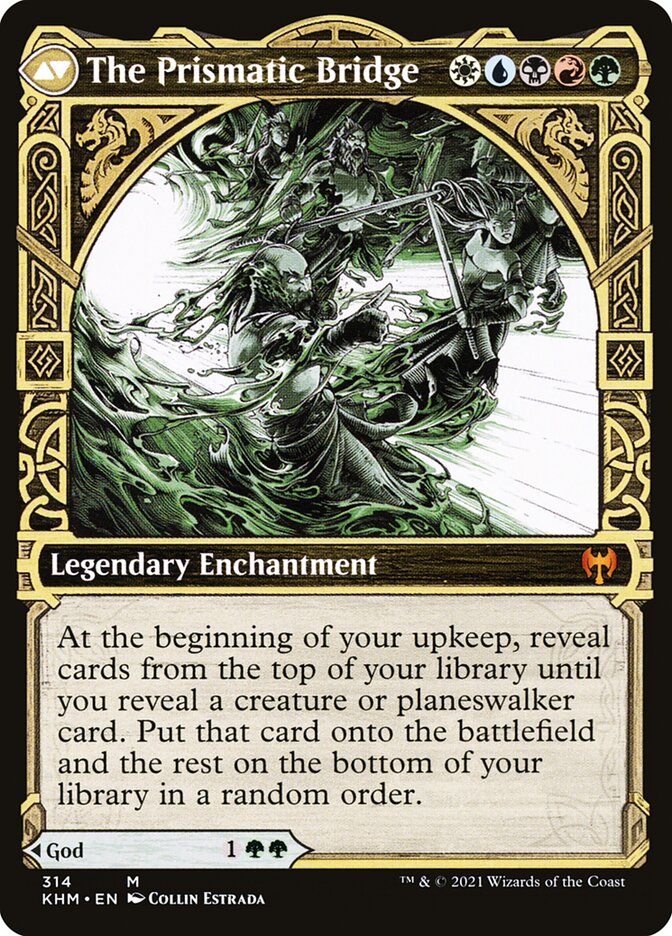 The Prismatic Bridge
Legendary Enchantment
At the beginning of your upkeep, reveal
cards from the top of your library until
you reveal a creature or planeswalker
card. Put that card onto the battlefield
and the rest on the bottom of your
library in a random order.
God 1
314 M
KHM • EN Collin Estrada
™ & © 2021 Wizards of the Coast